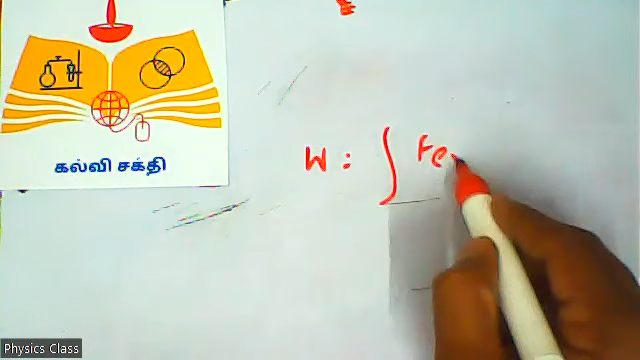 கல்வி சக்தி
W = ∫ Fe
Physics Class